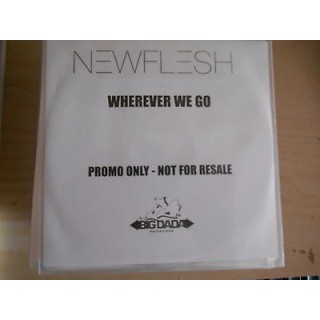 NEWFLESH
WHEREVER WE GO
PROMO ONLY - NOT FOR RESALE
BIG DADA